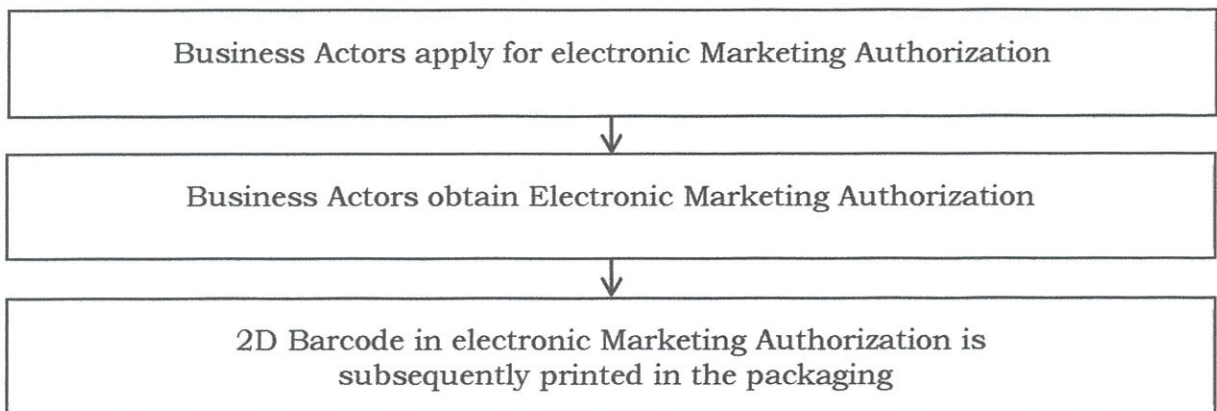 Business Actors apply for electronic Marketing Authorization
Business Actors obtain Electronic Marketing Authorization
2D Barcode in electronic Marketing Authorization is
subsequently printed in the packaging